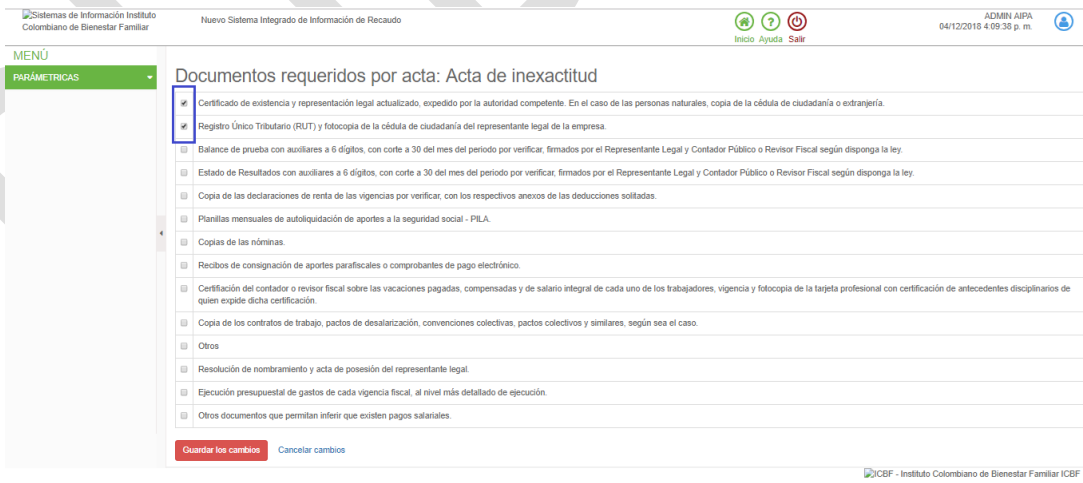 Sistemas de Información Instituto
Colombiano de Bienestar Familiar
Nuevo Sistema Integrado de Información de Recaudo
Inicio Ayuda Salir
ADMIN AIPA
04/12/2018 4:09:38 p. m.
MENÚ
PARÁMETRICAS
Documentos requeridos por acta: Acta de inexactitud
Certificado de existencia y representación legal actualizado, expedido por la autoridad competente. En el caso de las personas naturales, copia de la cédula de ciudadanía o extranjería.
Registro Único Tributario (RUT) y fotocopia de la cédula de ciudadanía del representante legal de la empresa.
Balance de prueba con auxiliares a 6 dígitos, con corte a 30 del mes del periodo por verificar, firmados por el Representante Legal y Contador Público o Revisor Fiscal según disponga la ley.
Estado de Resultados con auxiliares a 6 dígitos, con corte a 30 del mes del periodo por verificar, firmados por el Representante Legal y Contador Público o Revisor Fiscal según disponga la ley.
Copia de las declaraciones de renta de las vigencias por verificar, con los respectivos anexos de las deducciones solitadas.
Planillas mensuales de autoliquidación de aportes a la seguridad social - PILA.
Copias de las nóminas.
Recibos de consignación de aportes parafiscales o comprobantes de pago electrónico.
Certifiación del contador o revisor fiscal sobre las vacaciones pagadas, compensadas y de salario integral de cada uno de los trabajadores, vigencia y fotocopia de la tarjeta profesional con certificación de antecedentes disciplinarios de
quien expide dicha certificación.
Copia de los contratos de trabajo, pactos de desalarización, convenciones colectivas, pactos colectivos y similares, según sea el caso.
Otros
Resolución de nombramiento y acta de posesión del representante legal.
Ejecución presupuestal de gastos de cada vigencia fiscal, al nivel más detallado de ejecución.
Otros documentos que permitan inferir que existen pagos salariales.
Guardar los cambios Cancelar cambios
ICBF - Instituto Colombiano de Bienestar Familiar ICBF